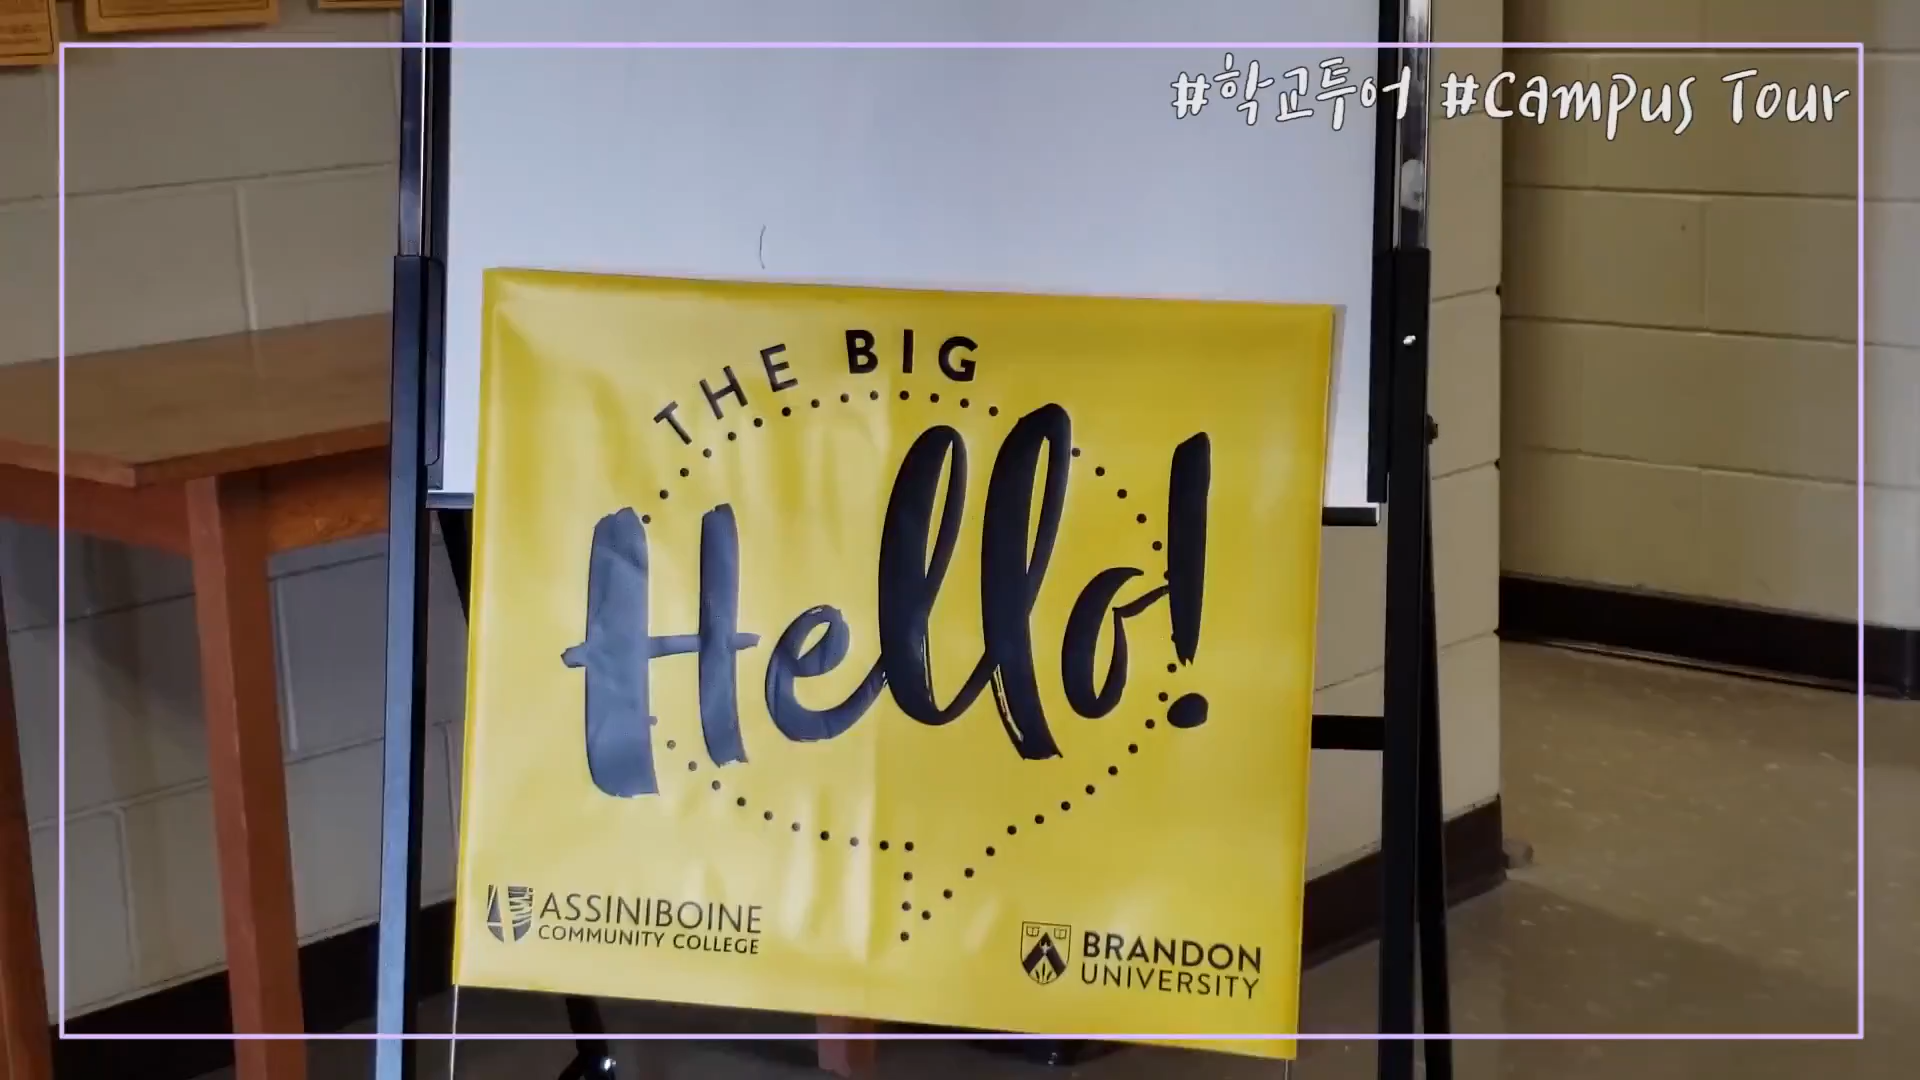 #학교투어 #Campus Tour
THE BIG
Hello!
ASSINIBOINE
COMMUNITY COLLEGE
BRANDON
UNIVERSITY